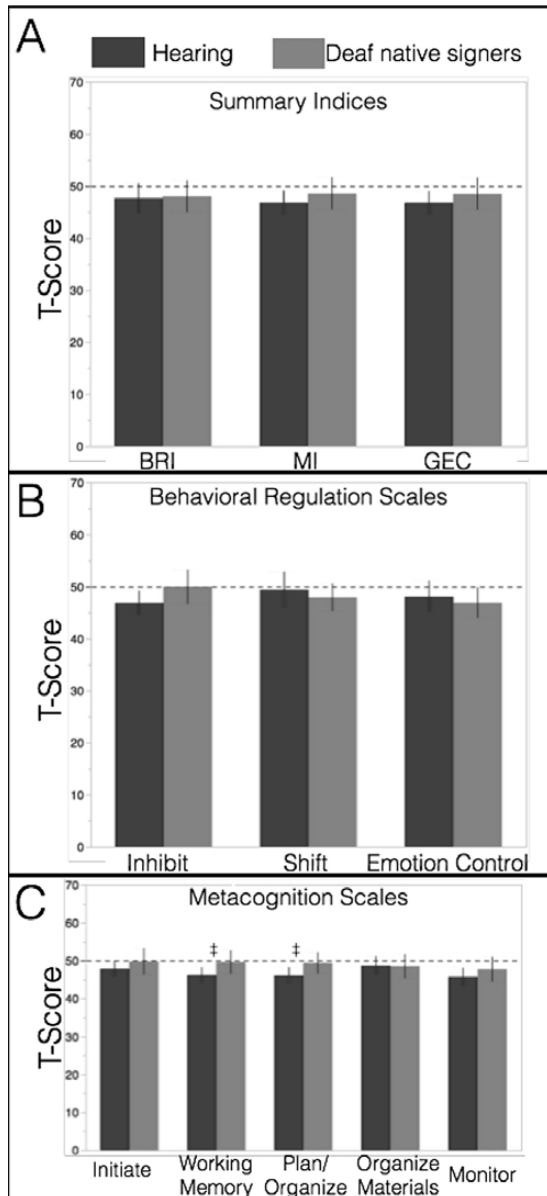 A
Hearing Deaf native signers
Summary Indices
70
60
50
40
30
20
10
0
T-Score
BRI MI GEC
B
Behavioral Regulation Scales
70
60
50
40
30
20
10
0
T-Score
Inhibit Shift Emotion Control
C
Metacognition Scales
70
60
50
40
30
20
10
0
T-Score
‡ ‡
Initiate Working Memory Plan/ Organize Organize Materials Monitor